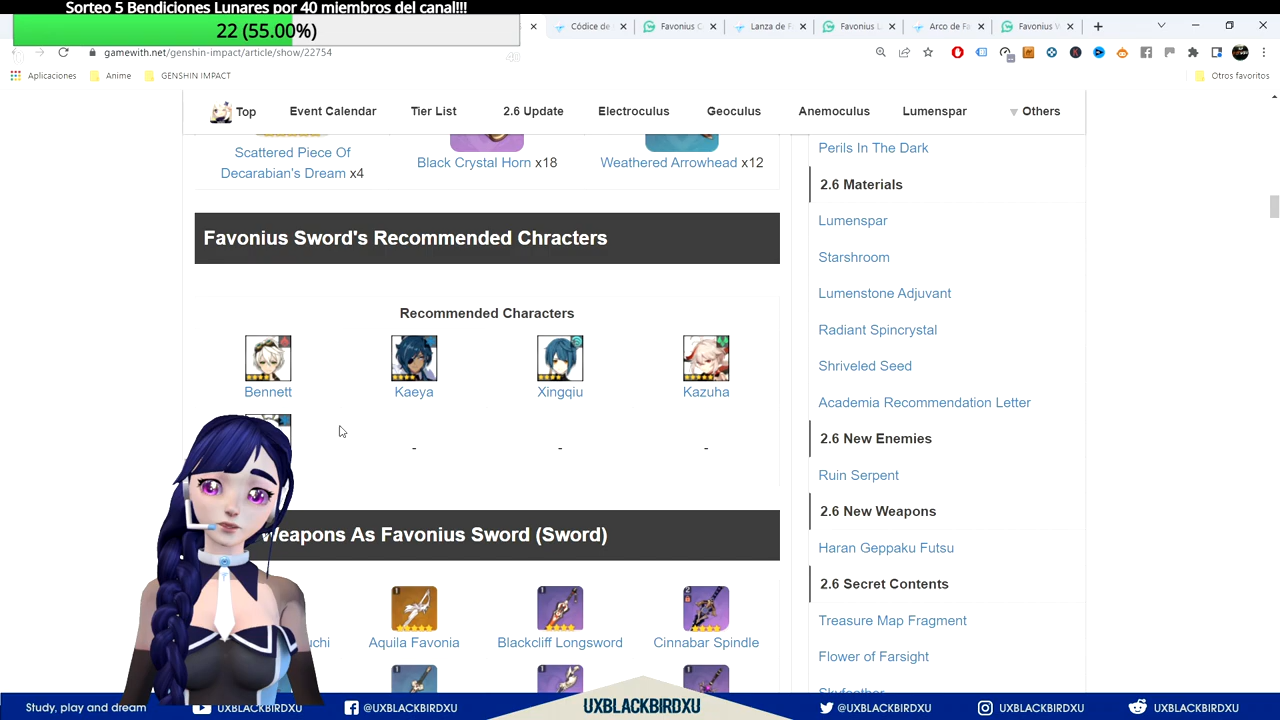 Sorteo 5 Bendiciones Lunares por 40 miembros del canal!!!
22 (55.00%)
40
Códice de
Favonius C
Lanza de F
Favonius L
Arco de Fa
Favonius
gamewith.net/genshin-impact/article/show/22754
Aplicaciones
Anime
GENSHIN IMPACT
Otros favoritos
Top
Event Calendar
Tier List
2.6 Update
Electroculus
Geoculus
Anemoculus
Lumenspar
Others
Scattered Piece Of
Decarabian's Dream x4
Black Crystal Horn x18
Weathered Arrowhead x12
Favonius Sword's Recommended Chracters
Recommended Characters
Bennett
Kaeya
Xingqiu
Kazuha
-
-
-
Weapons As Favonius Sword (Sword)
uchi
Aquila Favonia
Blackcliff Longsword
Cinnabar Spindle
Perils In The Dark
2.6 Materials
Lumenspar
Starshroom
Lumenstone Adjuvant
Radiant Spincrystal
Shriveled Seed
Academia Recommendation Letter
2.6 New Enemies
Ruin Serpent
2.6 New Weapons
Haran Geppaku Futsu
2.6 Secret Contents
Treasure Map Fragment
Flower of Farsight
Skyfeather
Study, play and dream
UXBLACKBIRDXU
@UXBLACKBIRDXU
UXBLACKBIRDXU
@UXBLACKBIRDXU
UXBLACKBIRDXU
UXBLACKBIRDXU